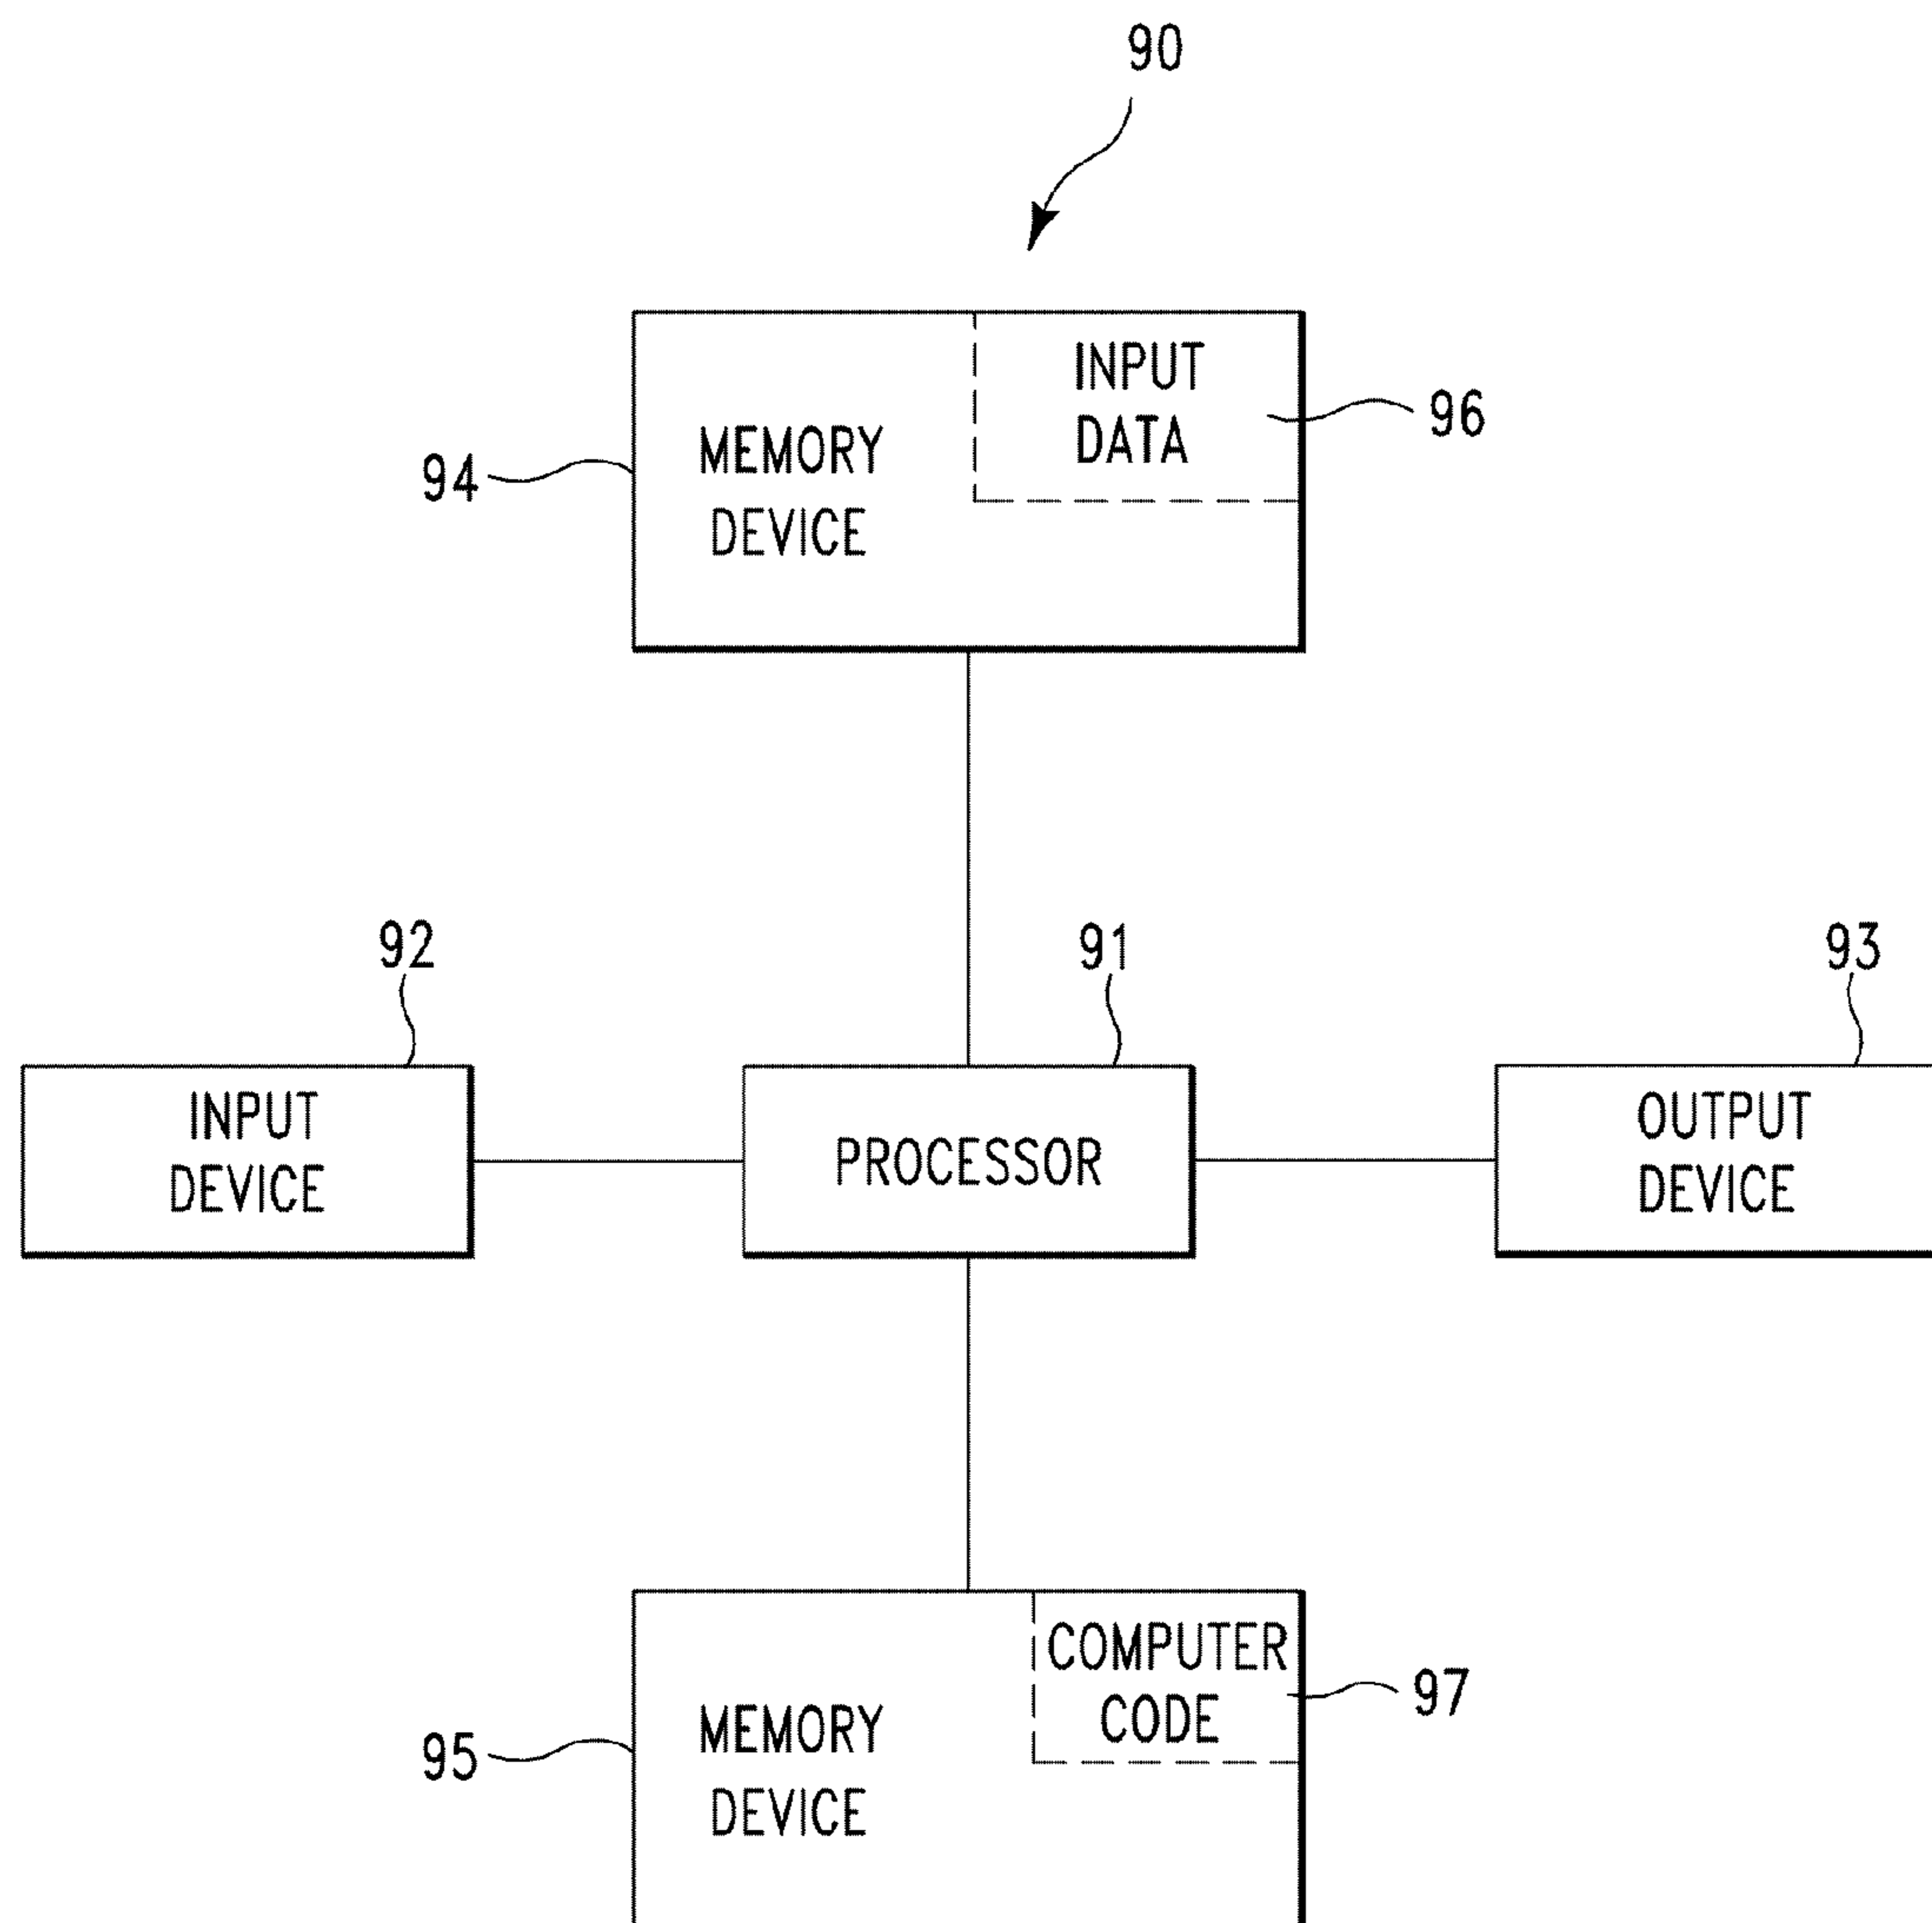 90
INPUT
DATA
96
MEMORY
DEVICE
94
92
91
93
INPUT
DEVICE
PROCESSOR
OUTPUT
DEVICE
COMPUTER
CODE
97
MEMORY
DEVICE
95